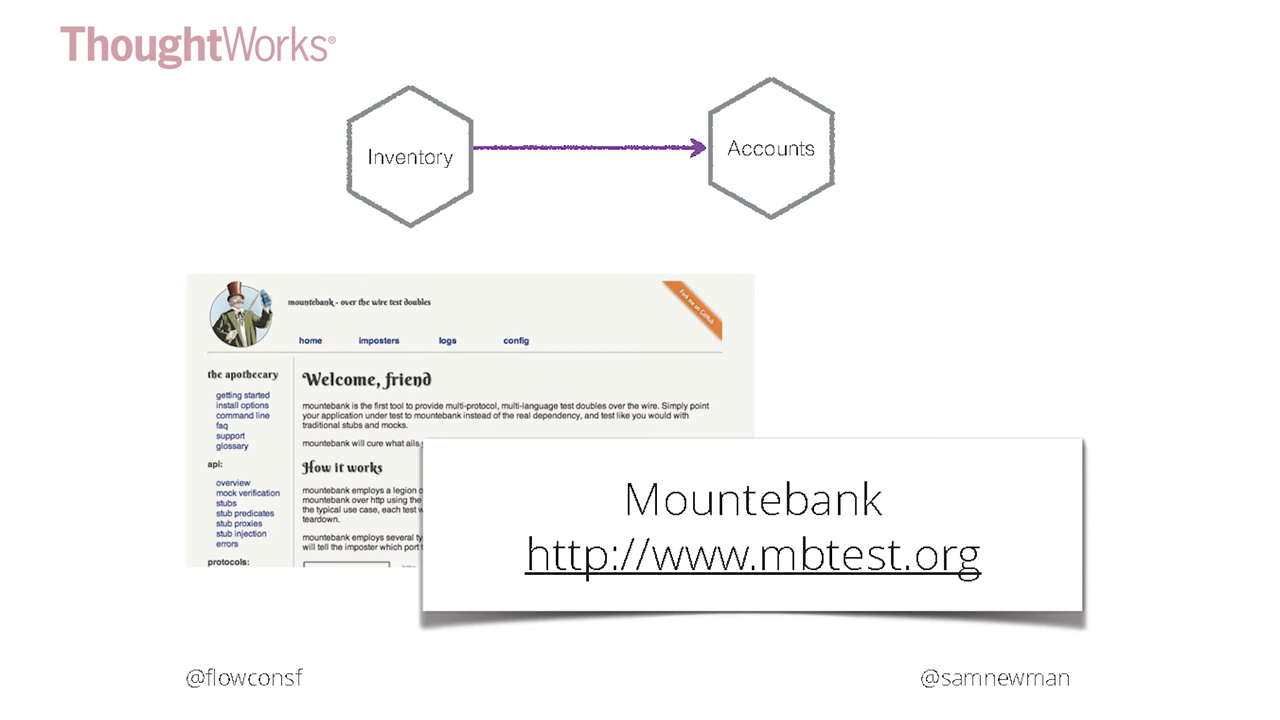 ThoughtWorks®
Inventory
Accounts
mountebank - over the wire test doubles
Fork me on GitHub
home imposters logs config
the apothecary
getting started
install options
command line
faq
support
glossary
api:
overview
mock verification
stubs
stub predicates
stub proxies
stub injection
errors
protocols:
Welcome, friend
mountebank is the first tool to provide multi-protocol, multi-language test doubles over the wire. Simply point
your application under test to mountebank instead of the real dependency, and test like you would with
traditional stubs and mocks.
mountebank will cure what ails
How it works
mountebank employs a legion o
mountebank over http using the
the typical use case, each test
teardown.
mountebank employs several ty
will tell the imposter which port
Mountebank
http://www.mbtest.org
@flowconsf
@samnewman